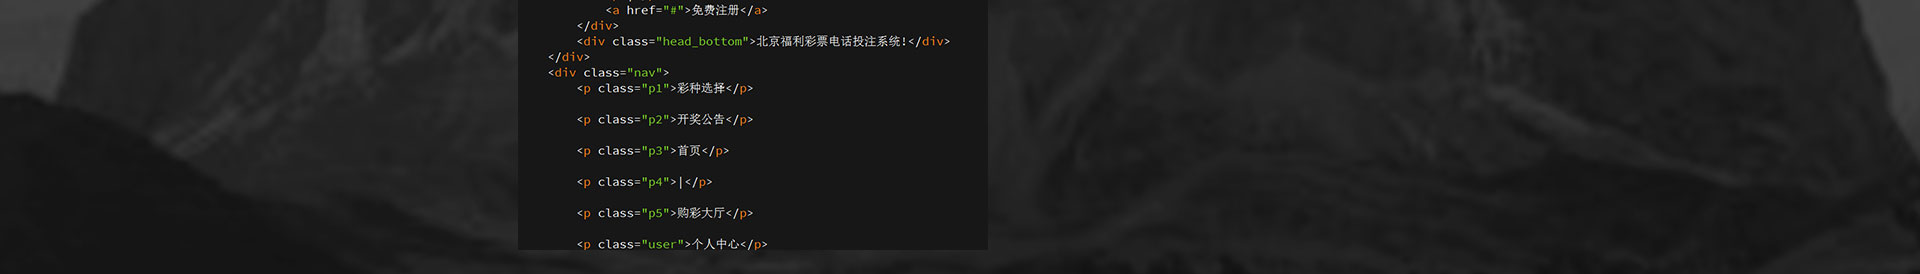 <a href="#">免费注册</a>
</div>
<div class="head_bottom">北京福利彩票电话投注系统!</div>
</div>
<div class="nav">
<p class="p1">彩种选择</p>
<p class="p2">开奖公告</p>
<p class="p3">首页</p>
<p class="p4">|</p>
<p class="p5">购彩大厅</p>
<p class="user">个人中心</p>